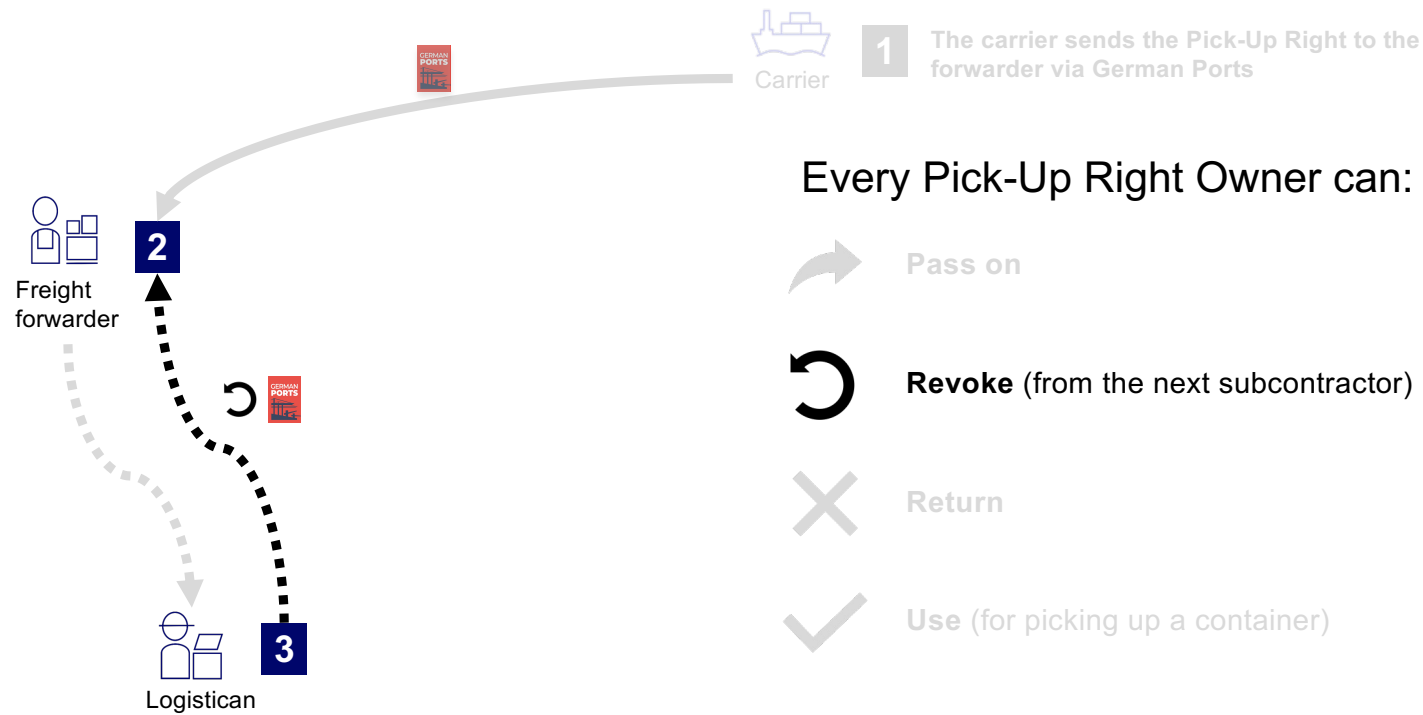 GERMAN
PORTS
Carrier
1
The carrier sends the Pick-Up Right to the
forwarder via German Ports
Every Pick-Up Right Owner can:
Pass on
Revoke (from the next subcontractor)
Return
Use (for picking up a container)
2
Freight
forwarder
GERMAN
PORTS
3
Logistican